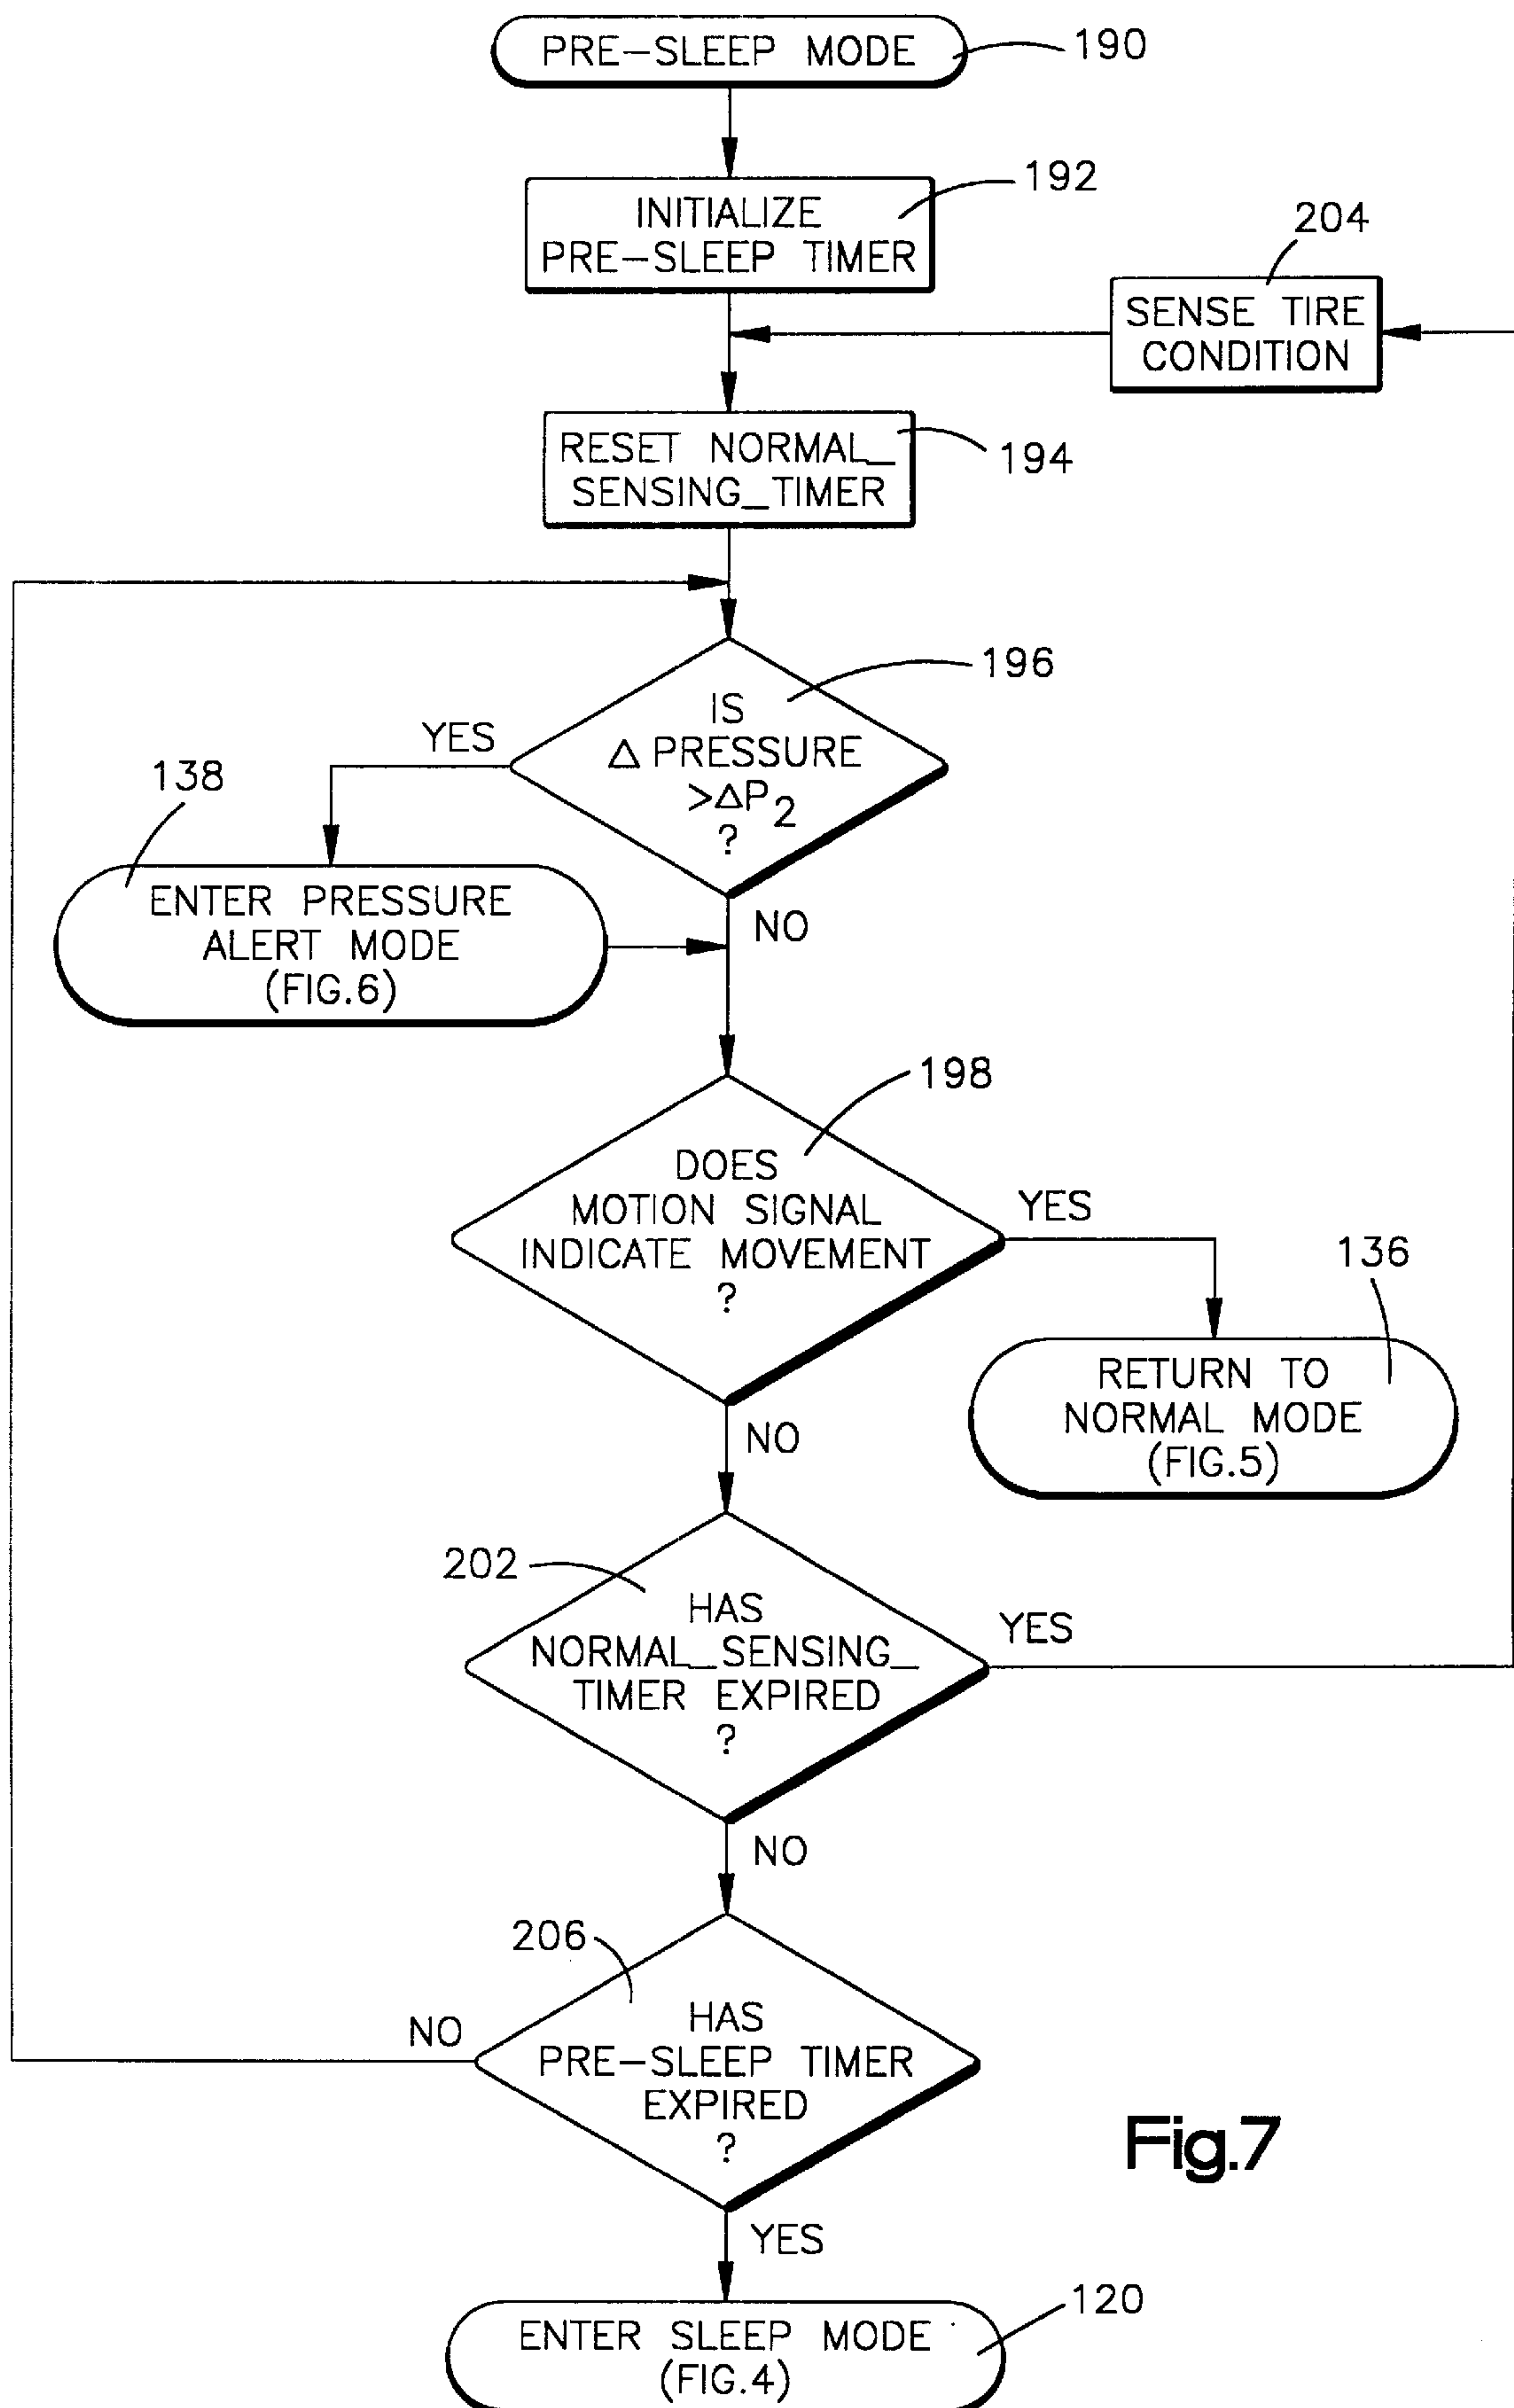 PRE-SLEEP MODE
190
INITIALIZE
PRE-SLEEP TIMER
192
204
SENSE TIRE
CONDITION
RESET NORMAL_
SENSING_TIMER
194
IS
Δ PRESSURE
>ΔP2
?
196
YES
138
ENTER PRESSURE
ALERT MODE
(FIG.6)
NO
198
DOES
MOTION SIGNAL
INDICATE MOVEMENT
?
YES
136
RETURN TO
NORMAL MODE
(FIG.5)
NO
202
HAS
NORMAL_SENSING_
TIMER EXPIRED
?
YES
NO
206
HAS
PRE-SLEEP TIMER
EXPIRED
?
NO
Fig.7
YES
120
ENTER SLEEP MODE
(FIG.4)